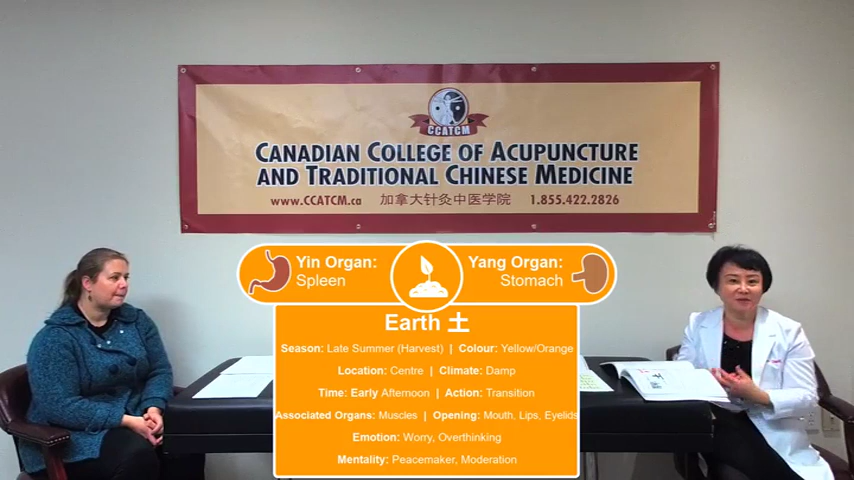 CCATCM
CANADIAN COLLEGE OF ACUPUNCTURE
AND TRADITIONAL CHINESE MEDICINE
www.CCATCM.ca 加拿大针灸中医学院 1.855.422.2826
Yin Organ:
Spleen
Yang Organ:
Stomach
Earth 土
Season: Late Summer (Harvest) | Colour: Yellow/Orange
Location: Centre | Climate: Damp
Time: Early Afternoon | Action: Transition
Associated Organs: Muscles | Opening: Mouth, Lips, Eyelids
Emotion: Worry, Overthinking
Mentality: Peacemaker, Moderation